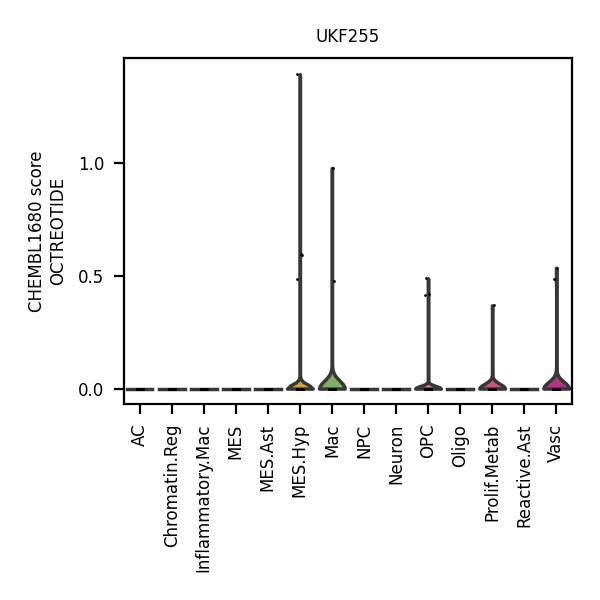 UKF255
CHEMBL1680 score
OCTREOTIDE
1.0
0.5
0.0
AC
Chromatin.Reg
Inflammatory.Mac
MES
MES.Ast
MES.Hyp
Mac
NPC
Neuron
OPC
Oligo
Prolif.Metab
Reactive.Ast
Vasc